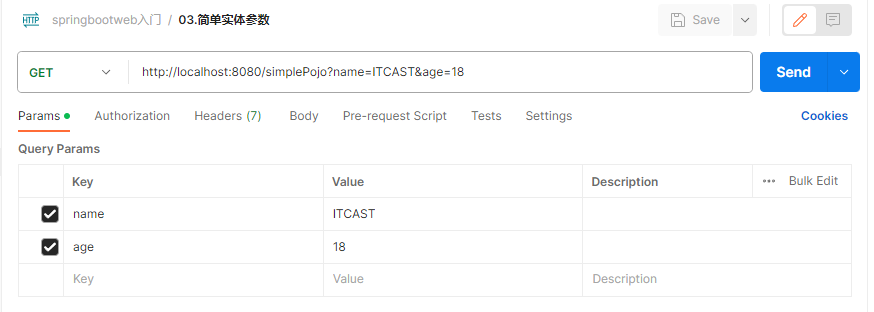 HTTP springbootweb入门 / 03.简单实体参数 Save
GET http://localhost:8080/simplePojo?name=ITCAST&age=18 Send
Params Authorization Headers (7) Body Pre-request Script Tests Settings Cookies
Query Params
Key Value Description ••• Bulk Edit
name ITCAST
age 18
Key Value Description